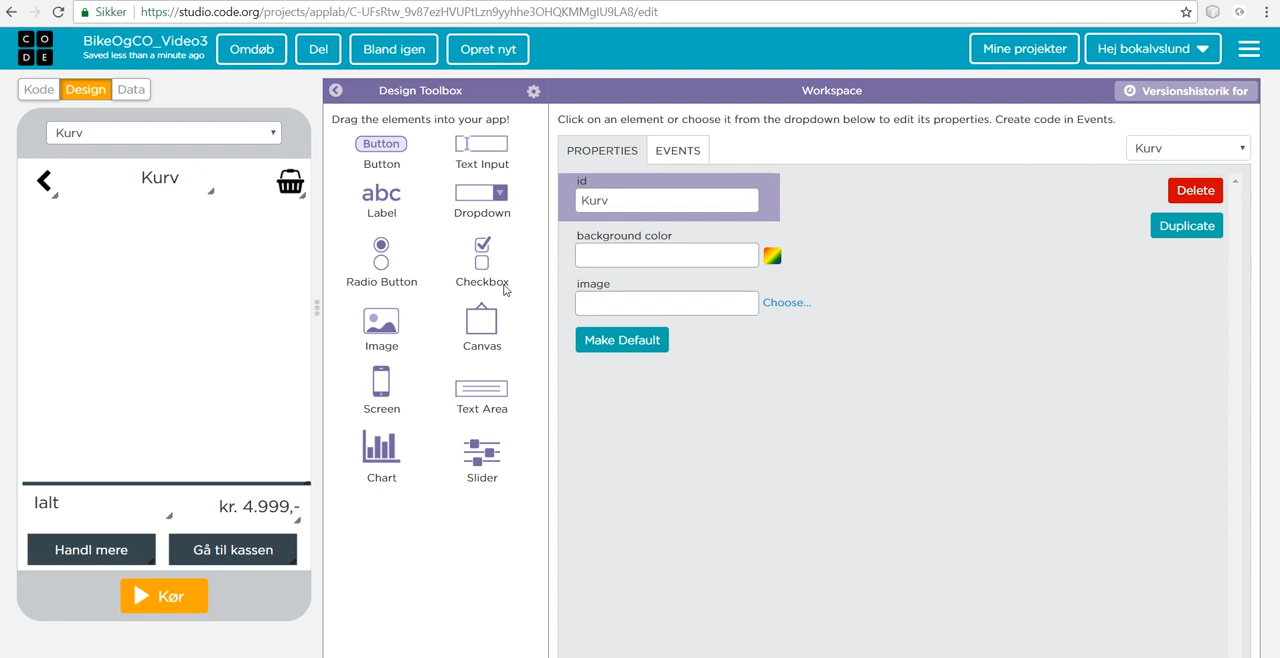 Sikker https://studio.code.org/projects/applab/C-UFsRtw_9v87ezHVUPtLzn9yyhhe3OHQKMMgIU9LA8/edit
C O D E
BikeOgCO_Video3
Saved less than a minute ago
Omdøb
Del
Bland igen
Opret nyt
Mine projekter
Hej bokalvslund
Kode
Design
Data
Design Toolbox
Workspace
Versionshistorik for
Drag the elements into your app!
Click on an element or choose it from the dropdown below to edit its properties. Create code in Events.
Kurv
Kurv
Ialt
kr. 4.999,-
Handl mere
Gå til kassen
Kør
Button
Button
Text Input
abc
Label
Dropdown
Radio Button
Checkbox
Image
Canvas
Screen
Text Area
Chart
Slider
PROPERTIES
EVENTS
Kurv
id
Kurv
Delete
Duplicate
background color
image
Choose...
Make Default